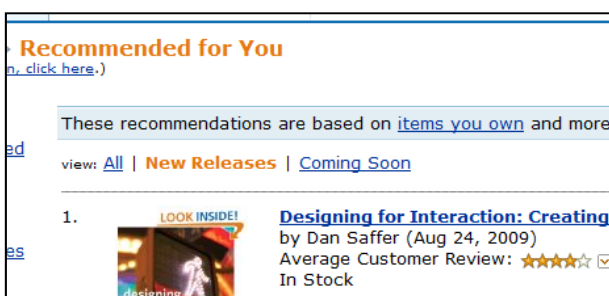 Recommended for You
n, click here.)
These recommendations are based on items you own and more
ed
view: All | New Releases | Coming Soon
1.
LOOK INSIDE!
Designing for Interaction: Creating
by Dan Saffer (Aug 24, 2009)
es
Average Customer Review:
In Stock
designing